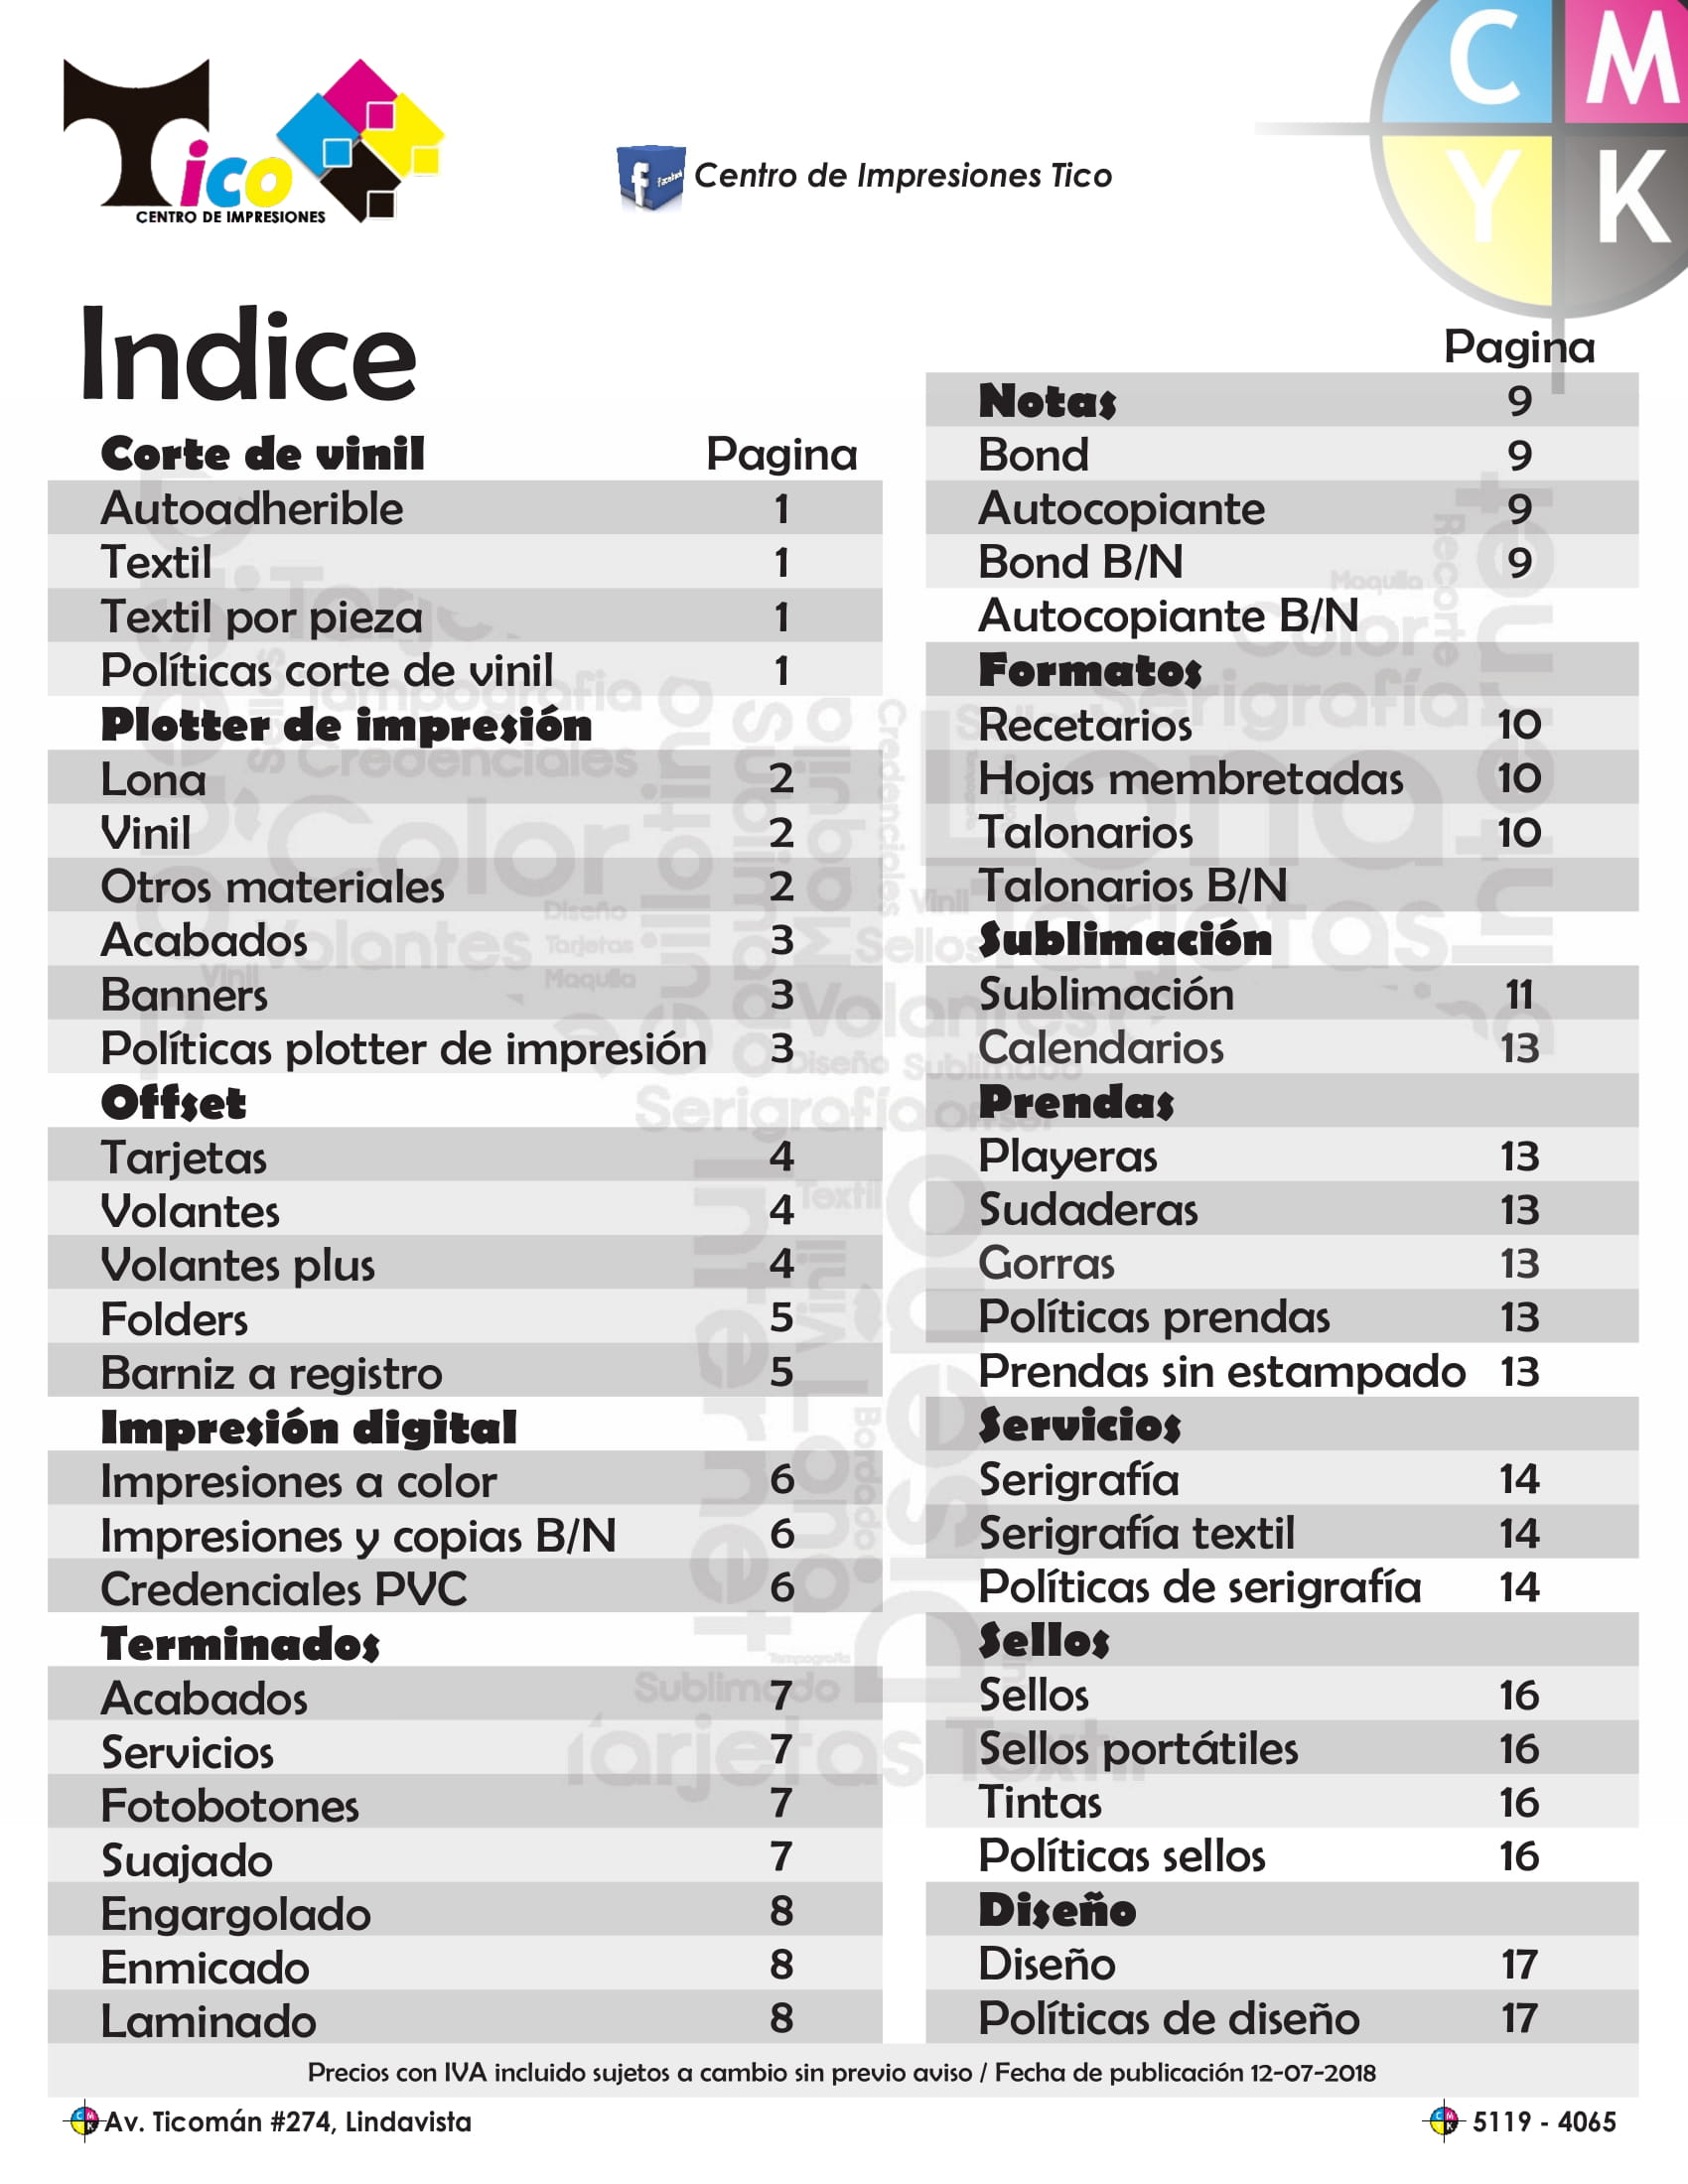 Tico
CENTRO DE IMPRESIONES
Centro de Impresiones Tico
C M
Y K
Indice
Corte de vinil Pagina
Autoadherible 1
Textil 1
Textil por pieza 1
Políticas corte de vinil 1
Plotter de impresión
Lona 2
Vinil 2
Otros materiales 2
Acabados 3
Banners 3
Políticas plotter de impresión 3
Offset
Tarjetas 4
Volantes 4
Volantes plus 4
Folders 5
Barniz a registro 5
Impresión digital
Impresiones a color 6
Impresiones y copias B/N 6
Credenciales PVC 6
Terminados
Acabados 7
Servicios 7
Fotobotones 7
Suajado 7
Engargolado 8
Enmicado 8
Laminado 8
Pagina
Notas 9
Bond 9
Autocopiante 9
Bond B/N 9
Autocopiante B/N
Formatos
Recetarios 10
Hojas membretadas 10
Talonarios 10
Talonarios B/N
Sublimación
Sublimación 11
Calendarios 13
Prendas
Playeras 13
Sudaderas 13
Gorras 13
Políticas prendas 13
Prendas sin estampado 13
Servicios
Serigrafía 14
Serigrafía textil 14
Políticas de serigrafía 14
Sellos
Sellos 16
Sellos portátiles 16
Tintas 16
Políticas sellos 16
Diseño
Diseño 17
Políticas de diseño 17
Precios con IVA incluido sujetos a cambio sin previo aviso / Fecha de publicación 12-07-2018
Av. Ticomán #274, Lindavista
5119 - 4065